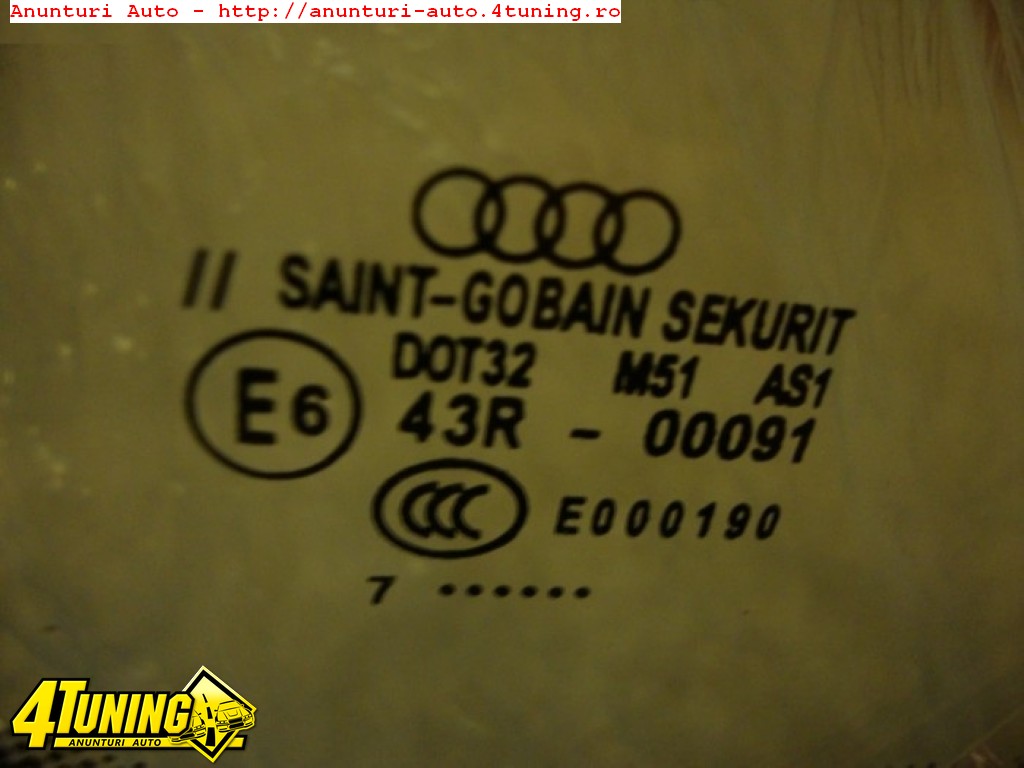 Anunturi Auto - http://anunturi-auto.4tuning.ro
// SAINT-GOBAIN SEKURIT
DOT32 M51 AS1
E6 43R - 00091
CCC E000190
7 ......
4TUNING
ANUNTURI AUTO